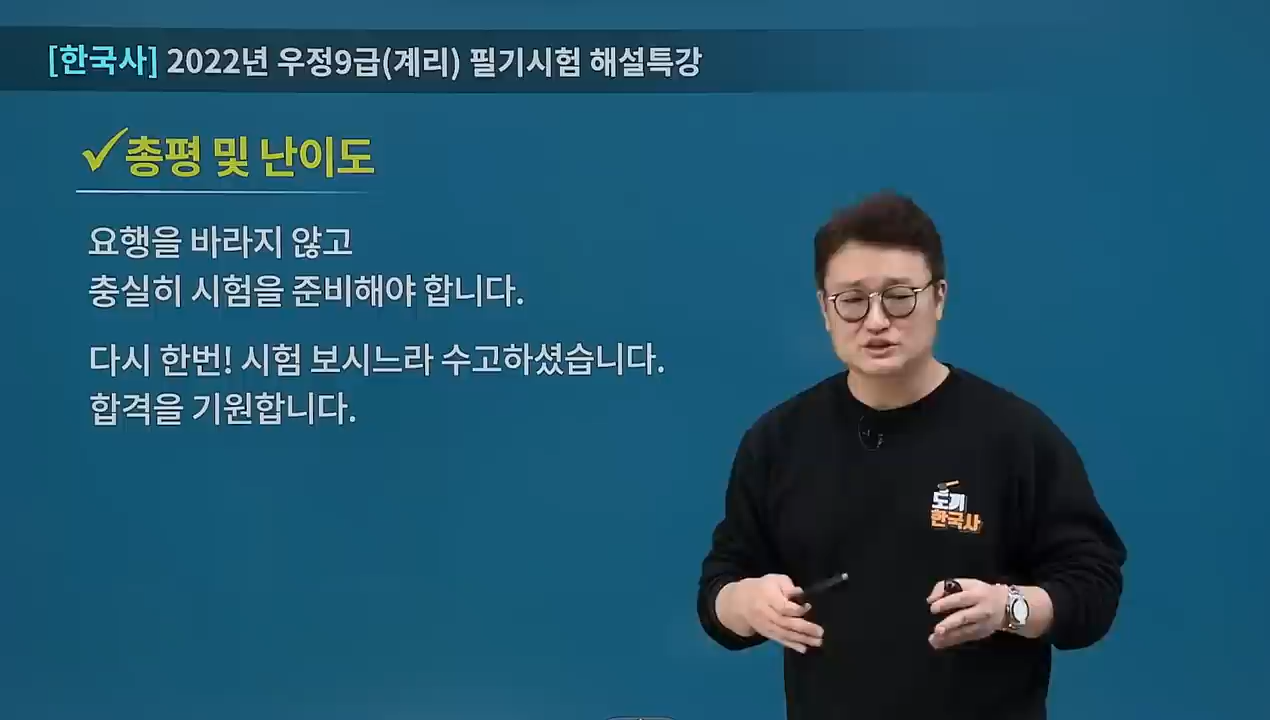 [한국사] 2022년 우정9급(계리) 필기시험 해설특강
총평 및 난이도
요행을 바라지 않고
충실히 시험을 준비해야 합니다.
다시 한번! 시험 보시느라 수고하셨습니다.
합격을 기원합니다.
도끼
한국사